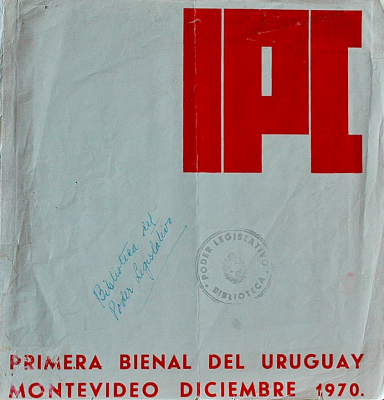 IPC
Biblioteca del
Poder Legislativo
PODER LEGISLATIVO
BIBLIOTECA
PRIMERA BIENAL DEL URUGUAY
MONTEVIDEO DICIEMBRE 1970.